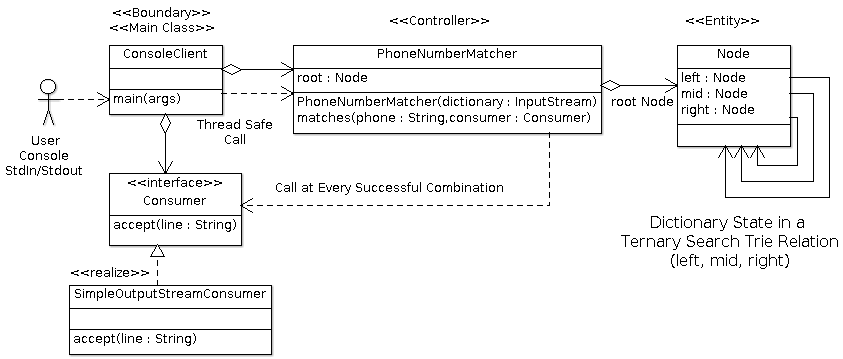 <<Boundary>>
<<Main Class>>
ConsoleClient
main(args)
<<Controller>>
PhoneNumberMatcher
root : Node
PhoneNumberMatcher(dictionary : InputStream)
matches(phone : String,consumer : Consumer)
<<Entity>>
Node
left : Node
mid : Node
right : Node
root Node
User
Console
StdIn/Stdout
Thread Safe
Call
<<interface>>
Consumer
accept(line : String)
Call at Every Successful Combination
Dictionary State in a
Ternary Search Trie Relation
(left, mid, right)
<<realize>>
SimpleOutputStreamConsumer
accept(line : String)